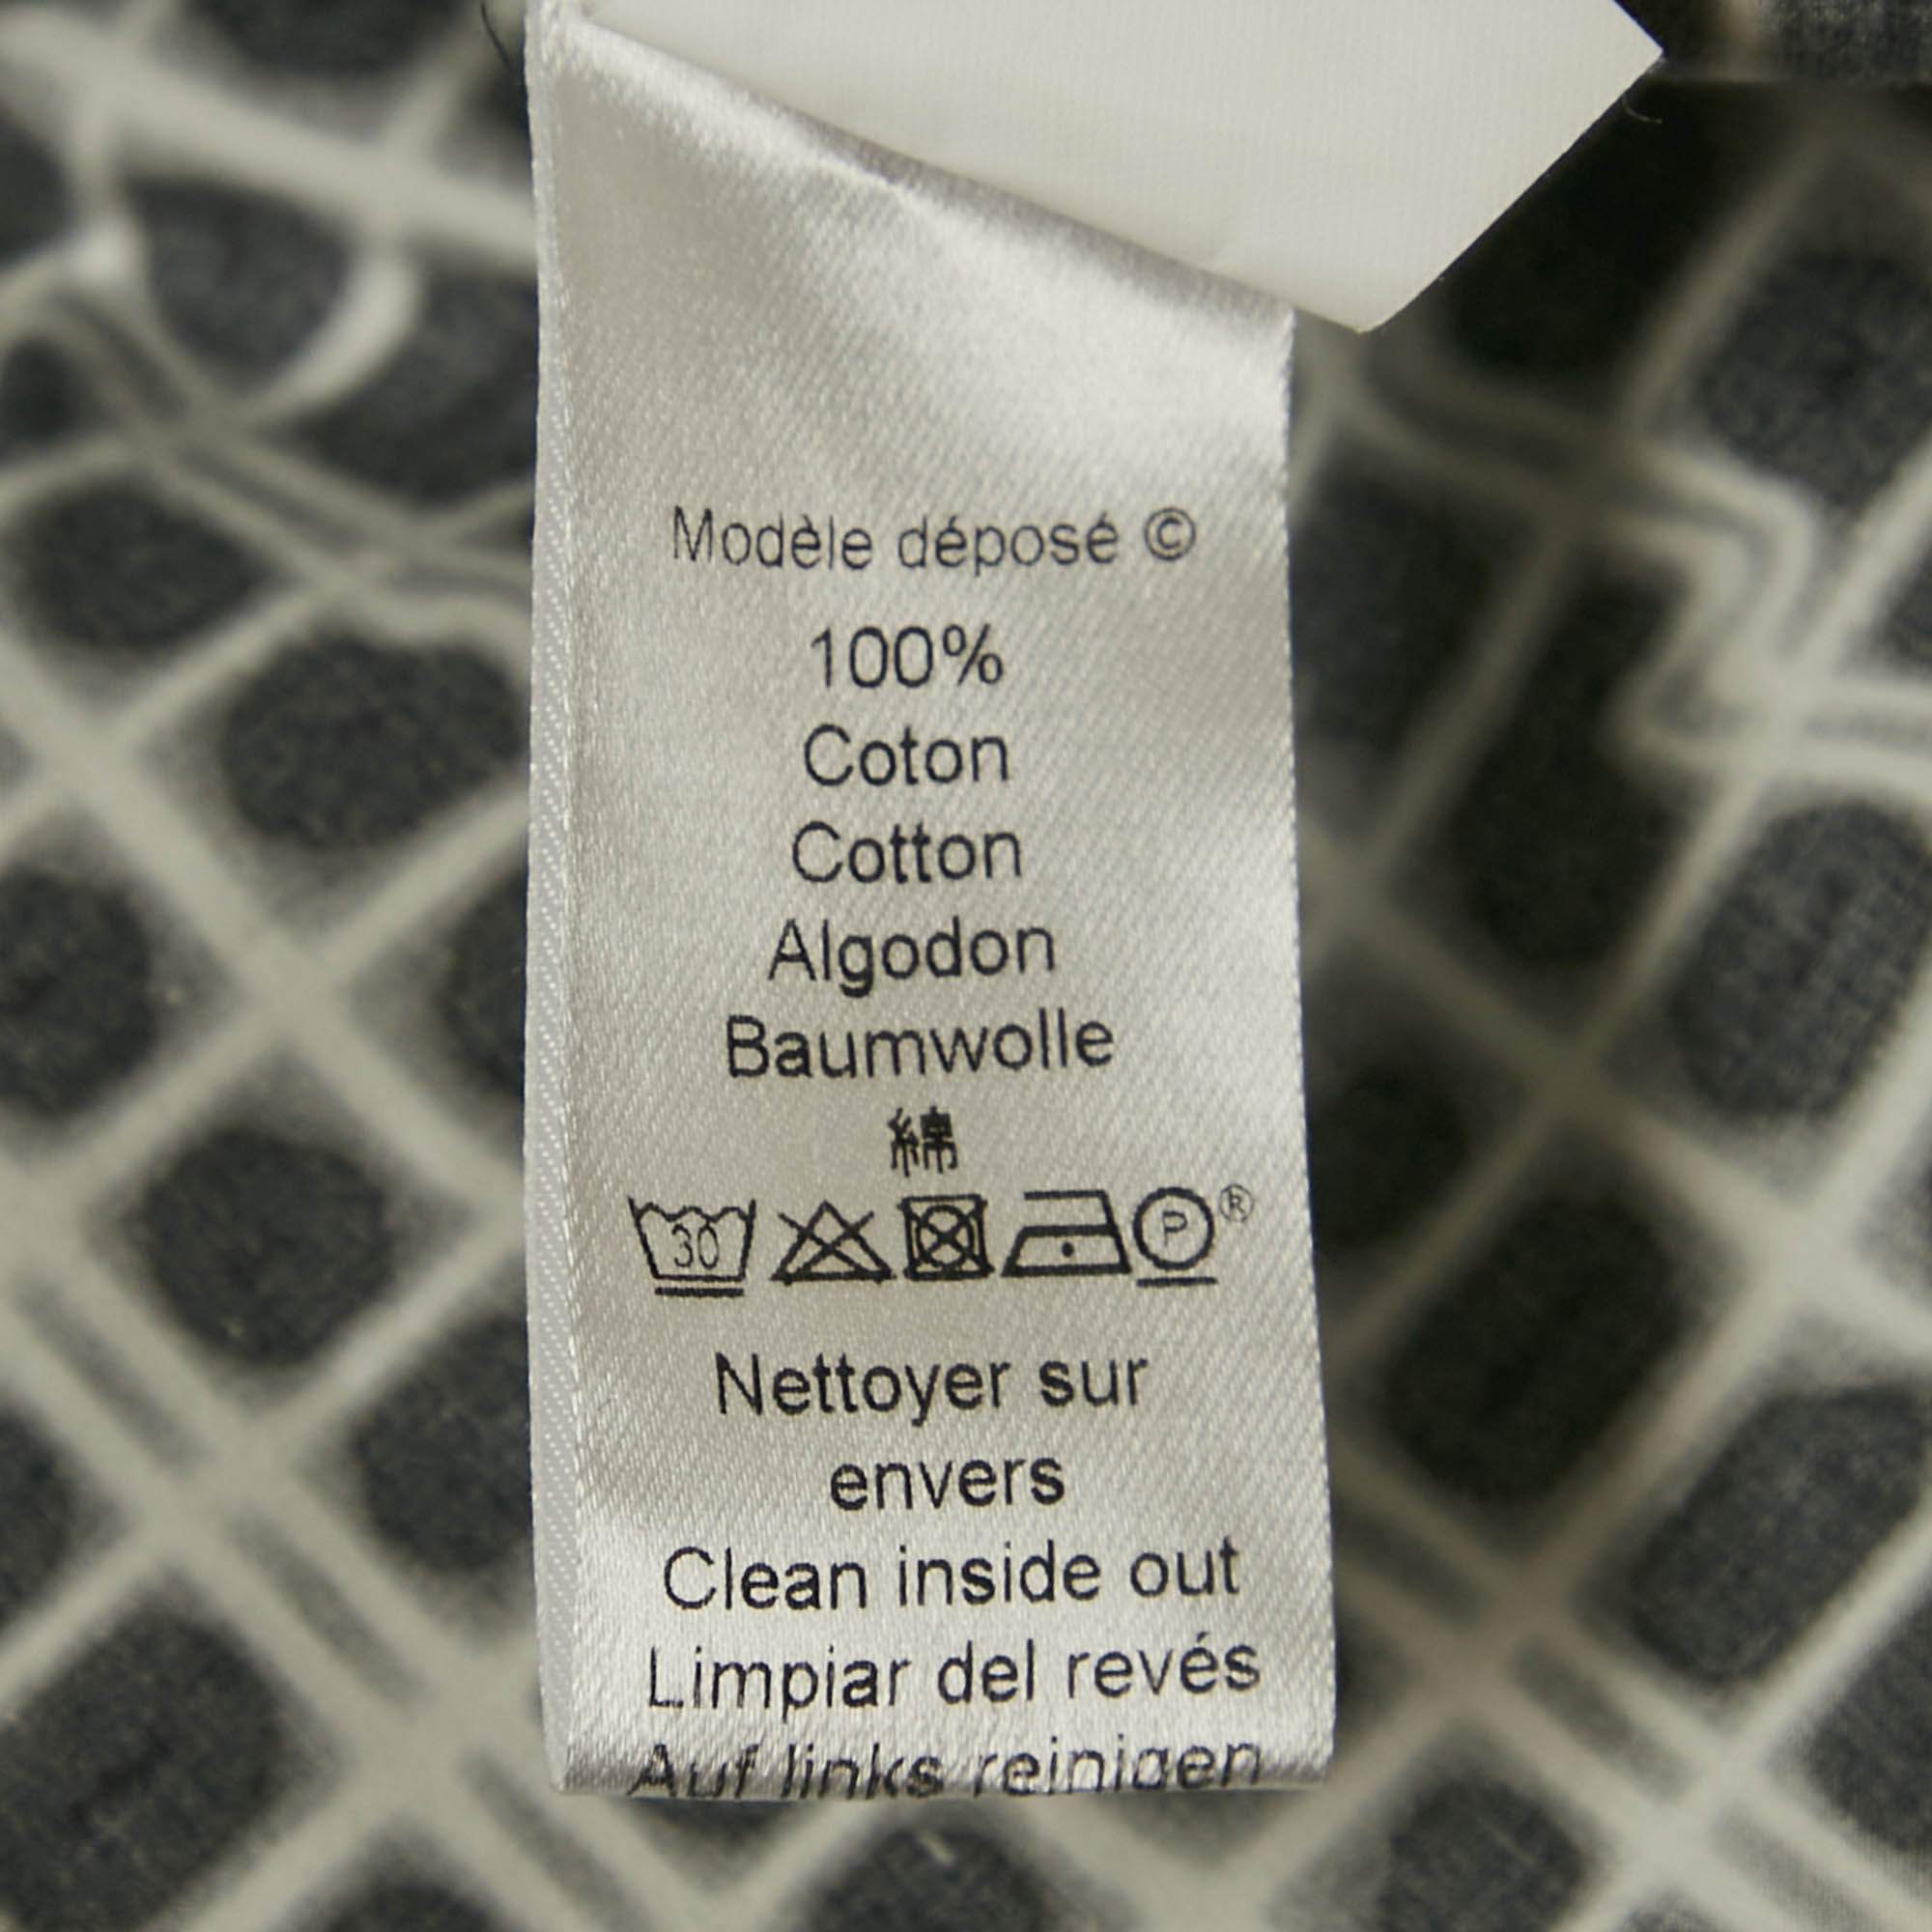 Modèle déposé ©
100%
Coton
Cotton
Algodon
Baumwolle
綿
30 P ®
Nettoyer sur
envers
Clean inside out
Limpiar del revés
Auf links reinigen